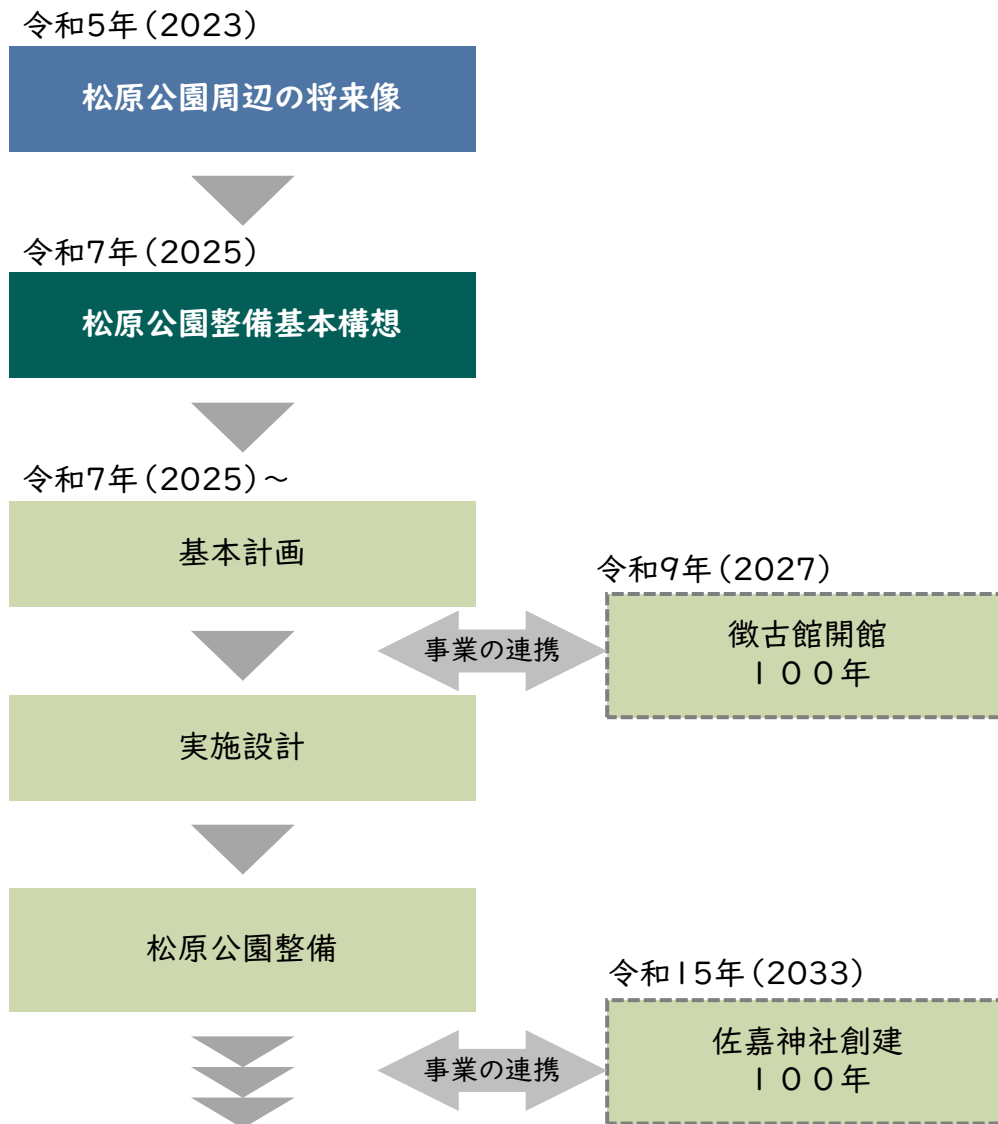 令和5年(2023)
松原公園周辺の将来像
令和7年(2025)
松原公園整備基本構想
令和7年(2025)～
基本計画
令和9年(2027)
事業の連携
徴古館開館
１００年
実施設計
松原公園整備
令和15年(2033)
事業の連携
佐嘉神社創建
１００年